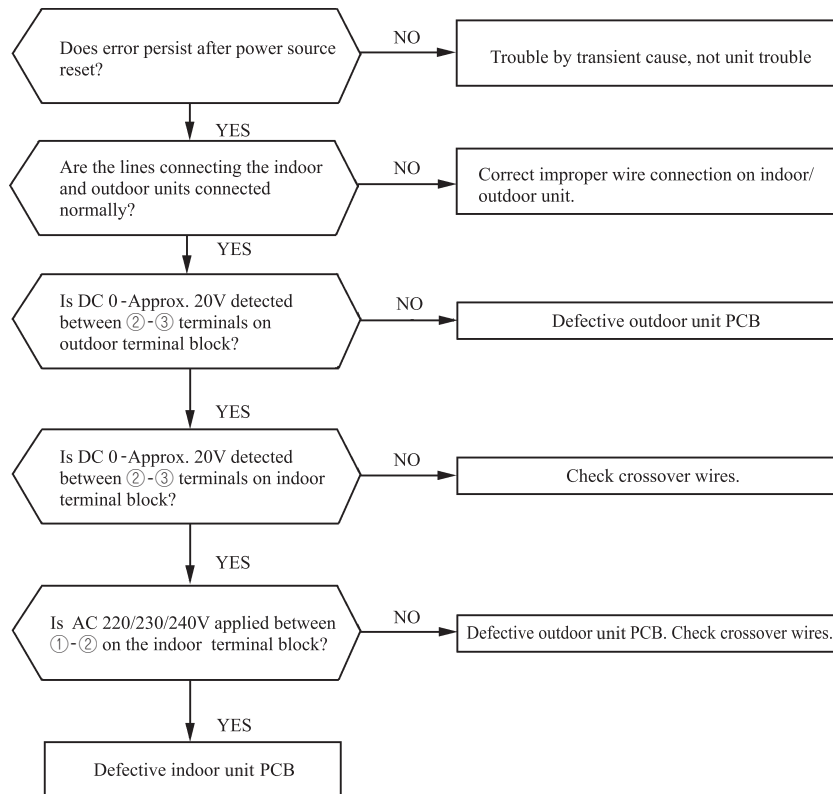 Does error persist after power source
reset?
NO
Trouble by transient cause, not unit trouble
YES
Are the lines connecting the indoor
and outdoor units connected
normally?
NO
Correct improper wire connection on indoor/
outdoor unit.
YES
Is DC 0-Approx. 20V detected
between ②-③ terminals on
outdoor terminal block?
NO
Defective outdoor unit PCB
YES
Is DC 0-Approx. 20V detected
between ②-③ terminals on indoor
terminal block?
NO
Check crossover wires.
YES
Is AC 220/230/240V applied between
①-② on the indoor terminal block?
NO
Defective outdoor unit PCB. Check crossover wires.
YES
Defective indoor unit PCB